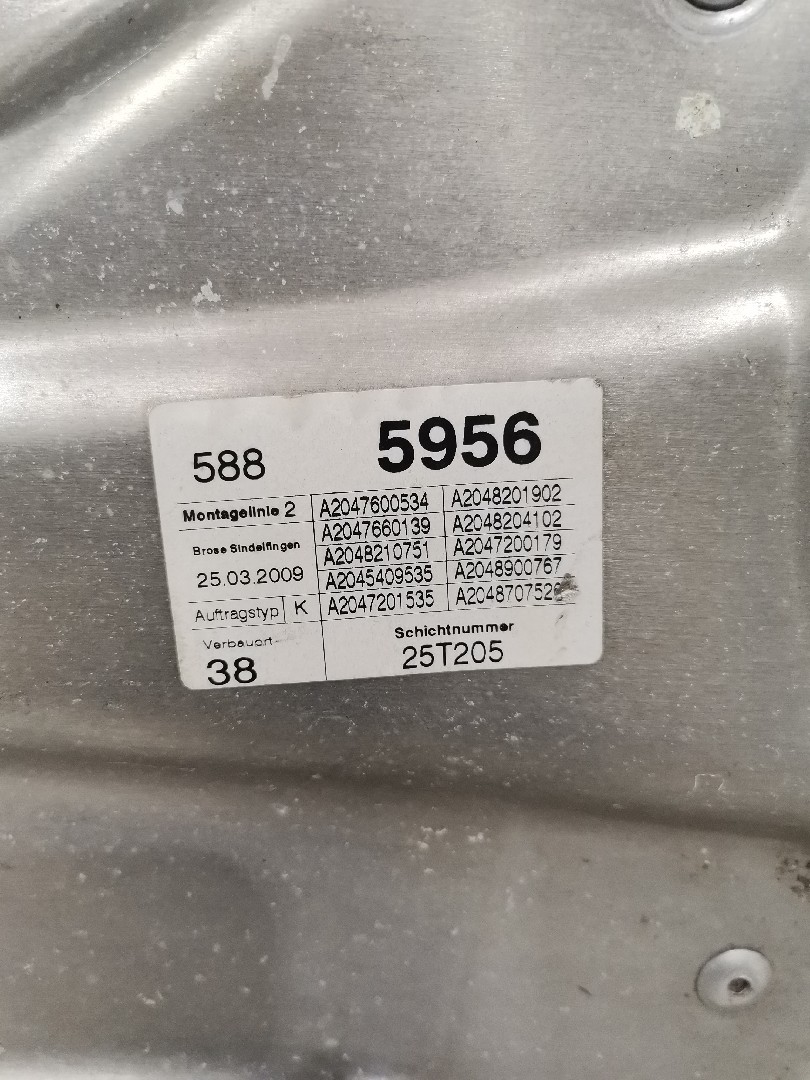 588 5956
Montagelinie 2 A2047600534 A2048201902
A2047660139 A2048204102
Brose Sindelfingen A2048210751 A2047200179
25.03.2009 A2045409535 A2048900767
Auftragstyp K A2047201535
Verbauort Schichtnummer
38 25T205